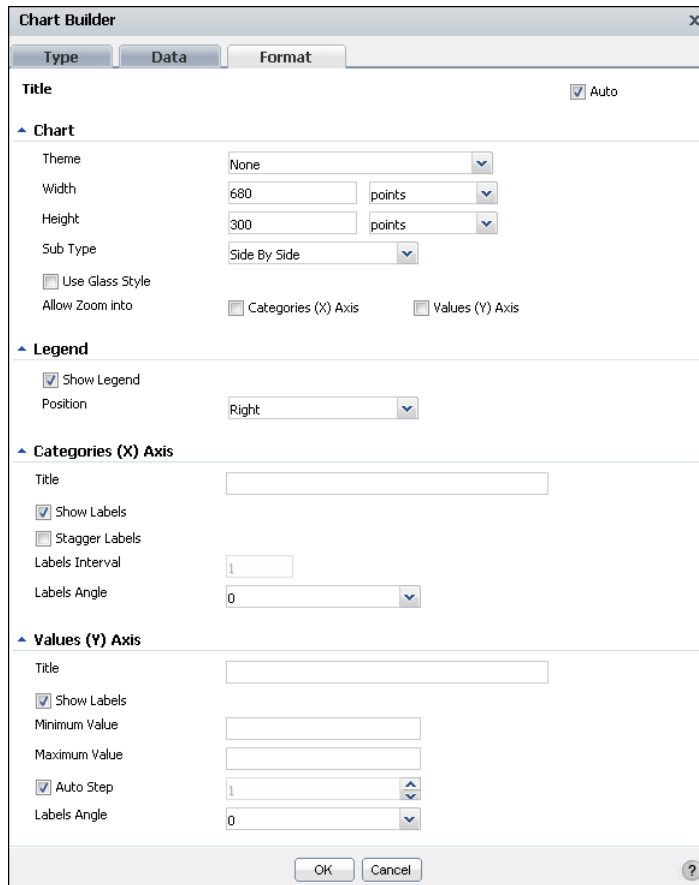 Chart Builder x
Type Data Format
Title Auto
Chart
Theme None
Width 680 points
Height 300 points
Sub Type Side By Side
Use Glass Style
Allow Zoom into Categories (X) Axis Values (Y) Axis
Legend
Show Legend
Position Right
Categories (X) Axis
Title
Show Labels
Stagger Labels
Labels Interval 1
Labels Angle 0
Values (Y) Axis
Title
Show Labels
Minimum Value
Maximum Value
Auto Step 1
Labels Angle 0
OK Cancel ?